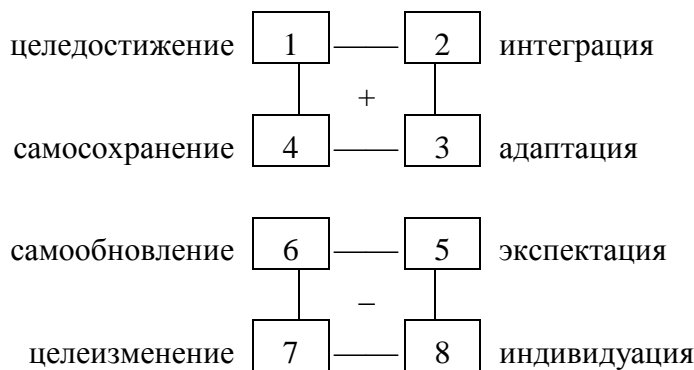 целедостижение 1 2 интеграция
+
самосохранение 4 3 адаптация
самообновление 6 5 экспектация
–
целеизменение 7 8 индивидуация